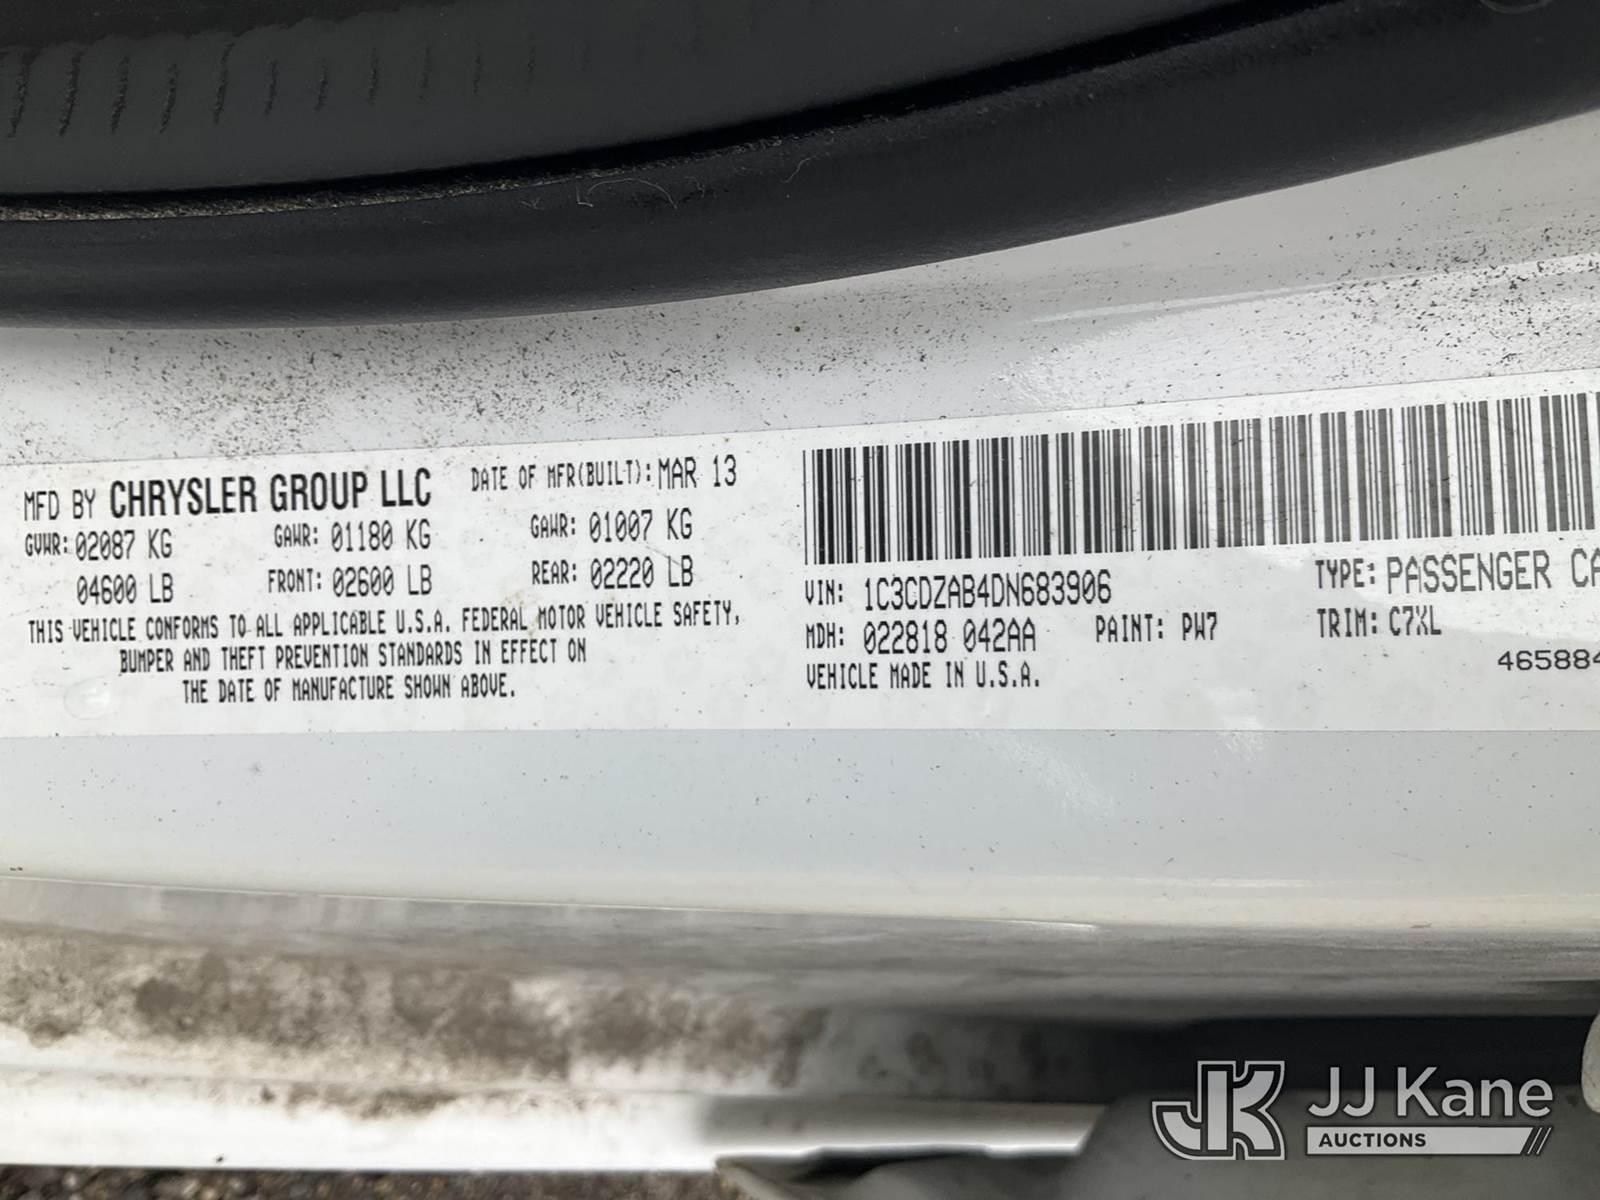 MFD BY CHRYSLER GROUP LLC DATE OF MFR(BUILT): MAR 13
GVWR: 02087 KG GAWR: 01180 KG GAWR: 01007 KG
04600 LB FRONT: 02600 LB REAR: 02220 LB
THIS VEHICLE CONFORMS TO ALL APPLICABLE U.S.A. FEDERAL MOTOR VEHICLE SAFETY,
BUMPER AND THEFT PREVENTION STANDARDS IN EFFECT ON
THE DATE OF MANUFACTURE SHOWN ABOVE.
VIN: 1C3CDZAB4DN683906 TYPE: PASSENGER CA
MDH: 022818 042AA PAINT: PW7 TRIM: C7XL
VEHICLE MADE IN U.S.A. 465884
JK JJ Kane
AUCTIONS